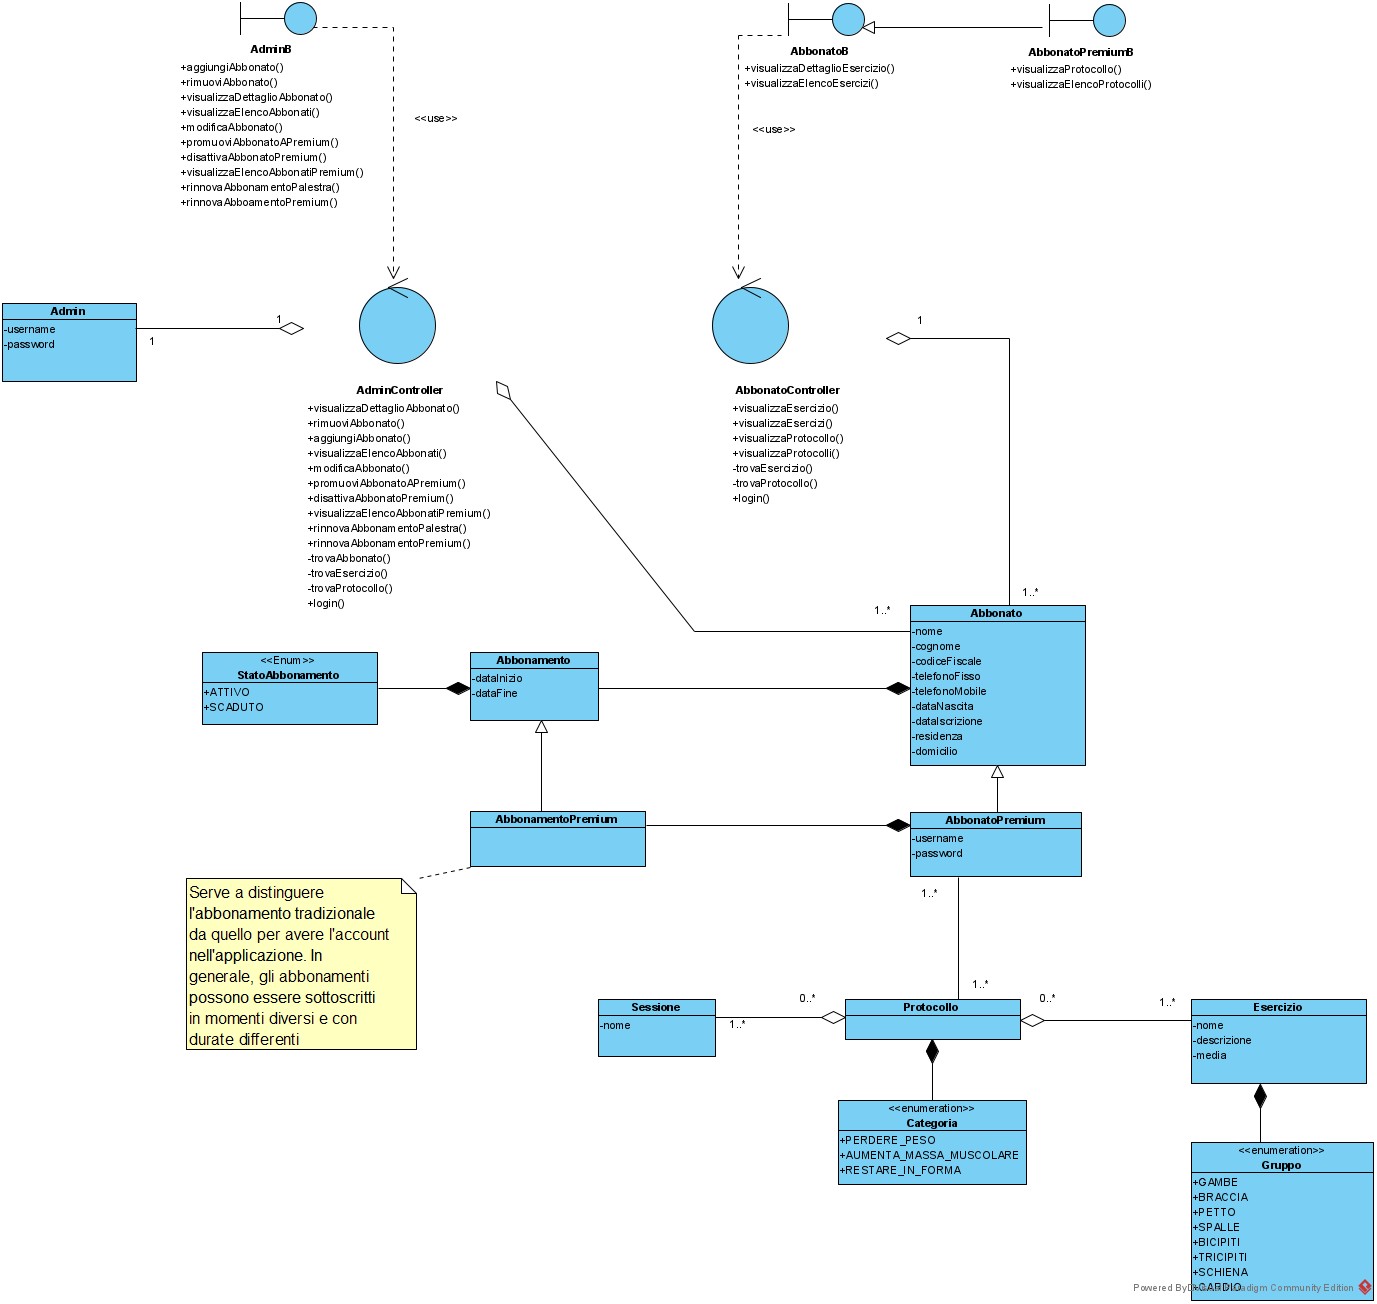 AdminB
+aggiungiAbbonato()
+rimuoviAbbonato()
+visualizzaDettaglioAbbonato()
+visualizzaElencoAbbonati()
+modificaAbbonato()
+promuoviAbbonatoAPremium()
+disattivaAbbonatoPremium()
+visualizzaElencoAbbonatiPremium()
+rinnovaAbbonamentoPalestra()
+rinnovaAbboamentoPremium()
<<use>>
AbbonatoB
+visualizzaDettaglioEsercizio()
+visualizzaElencoEsercizi()
<<use>>
AbbonatoPremiumB
+visualizzaProtocollo()
+visualizzaElencoProtocolli()
Admin
-username
-password
1
1
AdminController
+visualizzaDettaglioAbbonato()
+rimuoviAbbonato()
+aggiungiAbbonato()
+visualizzaElencoAbbonati()
+modificaAbbonato()
+promuoviAbbonatoAPremium()
+disattivaAbbonatoPremium()
+visualizzaElencoAbbonatiPremium()
+rinnovaAbbonamentoPalestra()
+rinnovaAbbonamentoPremium()
-trovaAbbonato()
-trovaEsercizio()
-trovaProtocollo()
+login()
AbbonatoController
+visualizzaEsercizio()
+visualizzaEsercizi()
+visualizzaProtocollo()
+visualizzaProtocolli()
-trovaEsercizio()
-trovaProtocollo()
+login()
1
1..*
1..*
Abbonato
-nome
-cognome
-codiceFiscale
-telefonoFisso
-telefonoMobile
-dataNascita
-dataIscrizione
-residenza
-domicilio
<<Enum>>
StatoAbbonamento
+ATTIVO
+SCADUTO
Abbonamento
-dataInizio
-dataFine
AbbonamentoPremium
AbbonatoPremium
-username
-password
Serve a distinguere
l'abbonamento tradizionale
da quello per avere l'account
nell'applicazione. In
generale, gli abbonamenti
possono essere sottoscritti
in momenti diversi e con
durate differenti
1..*
1..*
Sessione
-nome
1..*
0..*
Protocollo
0..*
1..*
Esercizio
-nome
-descrizione
-media
<<enumeration>>
Categoria
+PERDERE_PESO
+AUMENTA_MASSA_MUSCOLARE
+RESTARE_IN_FORMA
<<enumeration>>
Gruppo
+GAMBE
+BRACCIA
+PETTO
+SPALLE
+BICIPITI
+TRICIPITI
+SCHIENA
+CARDIO
Powered By Visual Paradigm Community Edition